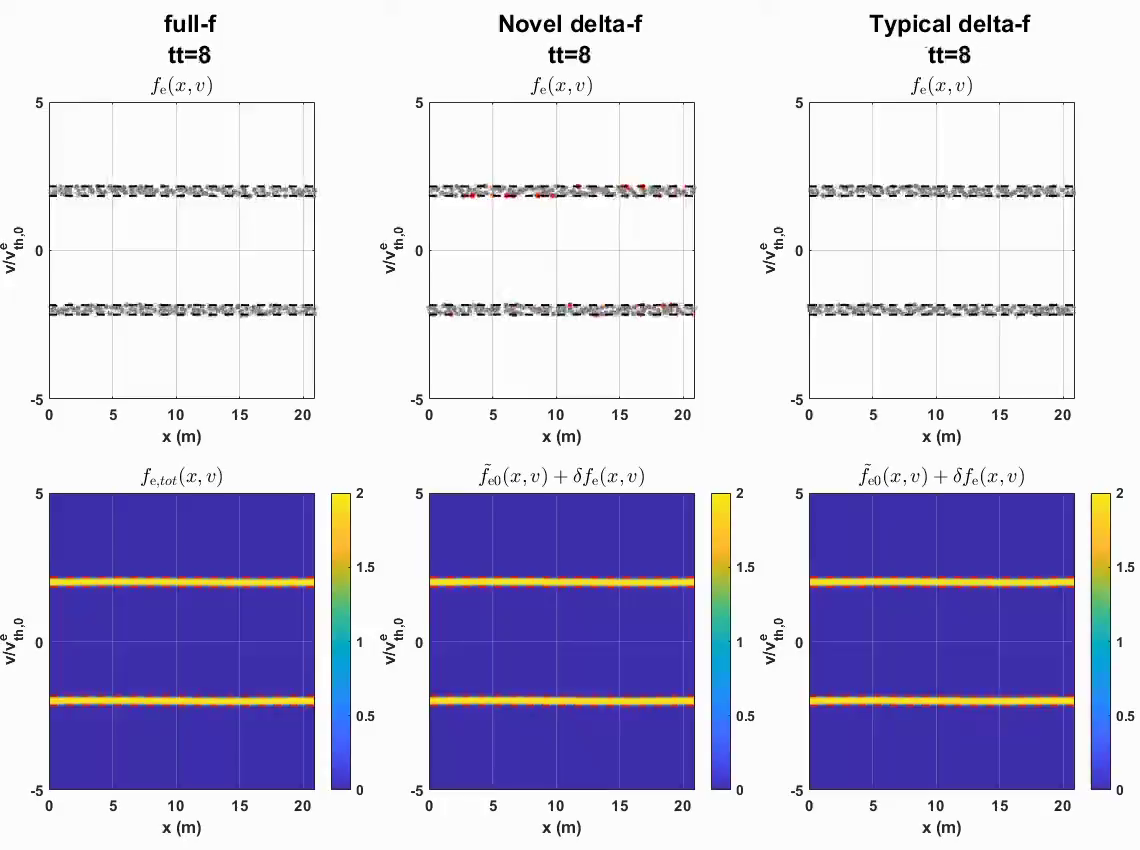 full-f
tt=8
Novel delta-f
tt=8
Typical delta-f
tt=8
f_e(x, v)
f_e(x, v)
f_e(x, v)
5
0
-5
v/v^e_th,0
0 5 10 15 20
x (m)
5
0
-5
v/v^e_th,0
0 5 10 15 20
x (m)
5
0
-5
v/v^e_th,0
0 5 10 15 20
x (m)
f_e,tot(x, v)
5
0
-5
v/v^e_th,0
0 5 10 15 20
x (m)
2
1.5
1
0.5
0
f̃_e0(x, v) + δf_e(x, v)
5
0
-5
v/v^e_th,0
0 5 10 15 20
x (m)
2
1.5
1
0.5
0
f̃_e0(x, v) + δf_e(x, v)
5
0
-5
v/v^e_th,0
0 5 10 15 20
x (m)
2
1.5
1
0.5
0